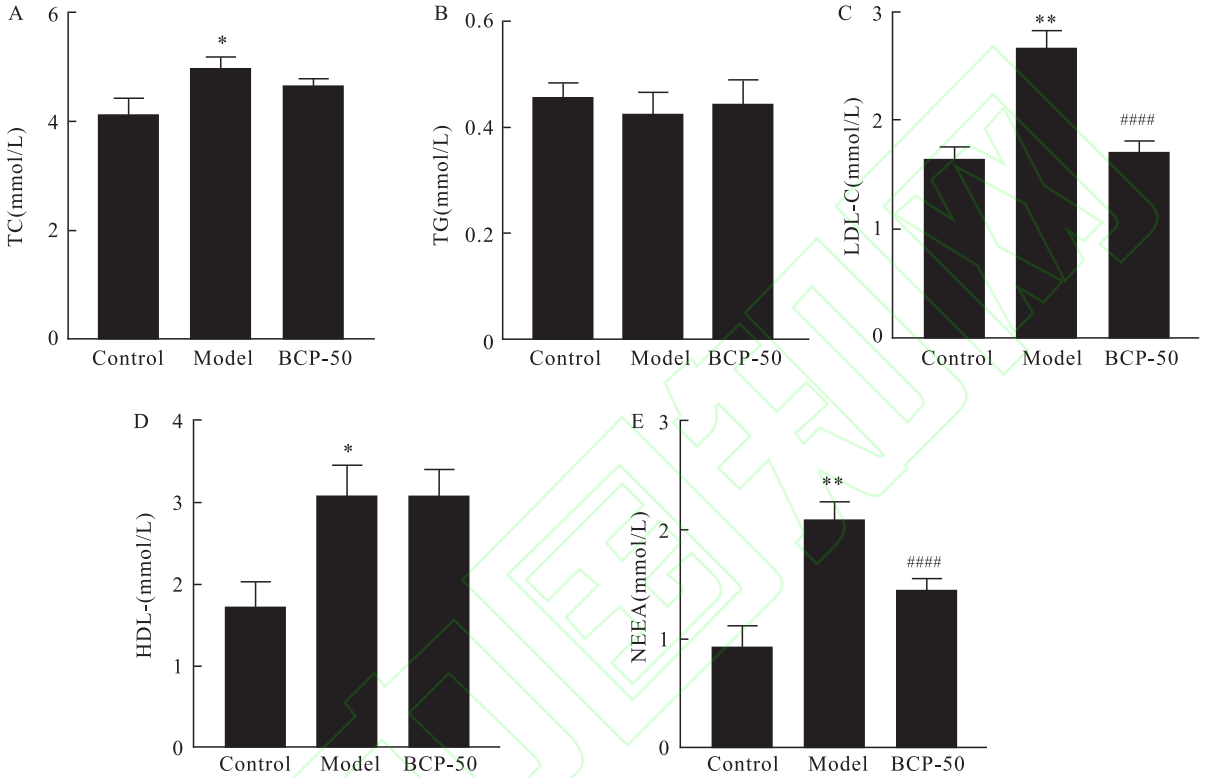 A
TC(mmol/L)
6
4
2
0
*
Control Model BCP-50
B
TG(mmol/L)
0.6
0.4
0.2
0
Control Model BCP-50
C
LDL-C(mmol/L)
3
2
1
0
**
####
Control Model BCP-50
D
HDL-(mmol/L)
4
3
2
1
0
*
Control Model BCP-50
E
NEEA(mmol/L)
3
2
1
0
**
####
Control Model BCP-50